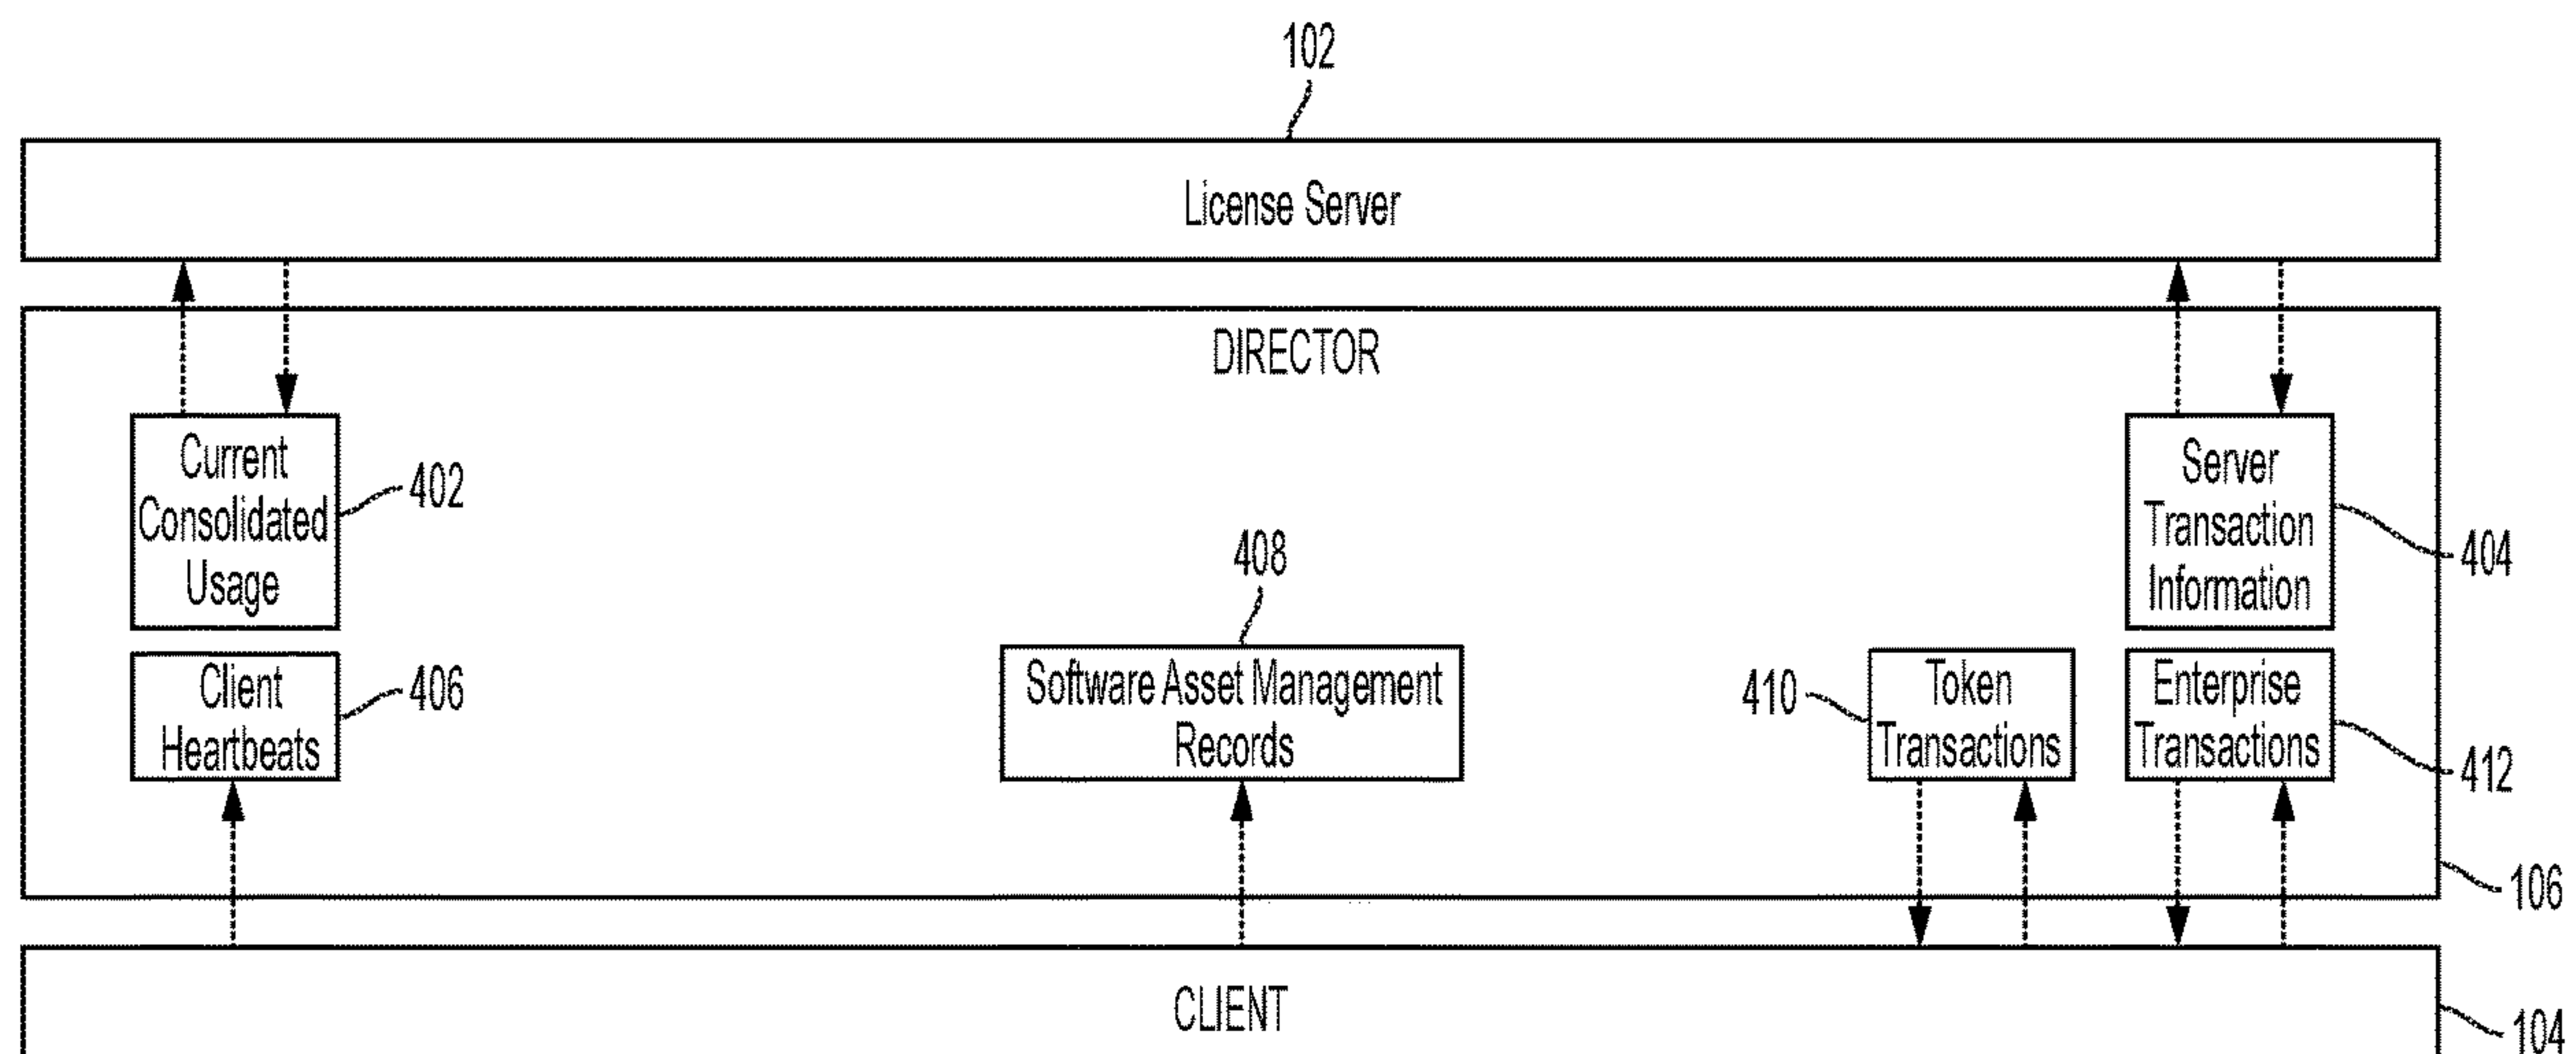 102
License Server
DIRECTOR
Current
Consolidated
Usage
402
Server
Transaction
Information
404
408
Client
Heartbeats
406
Software Asset Management
Records
410
Token
Transactions
Enterprise
Transactions
412
106
CLIENT
104